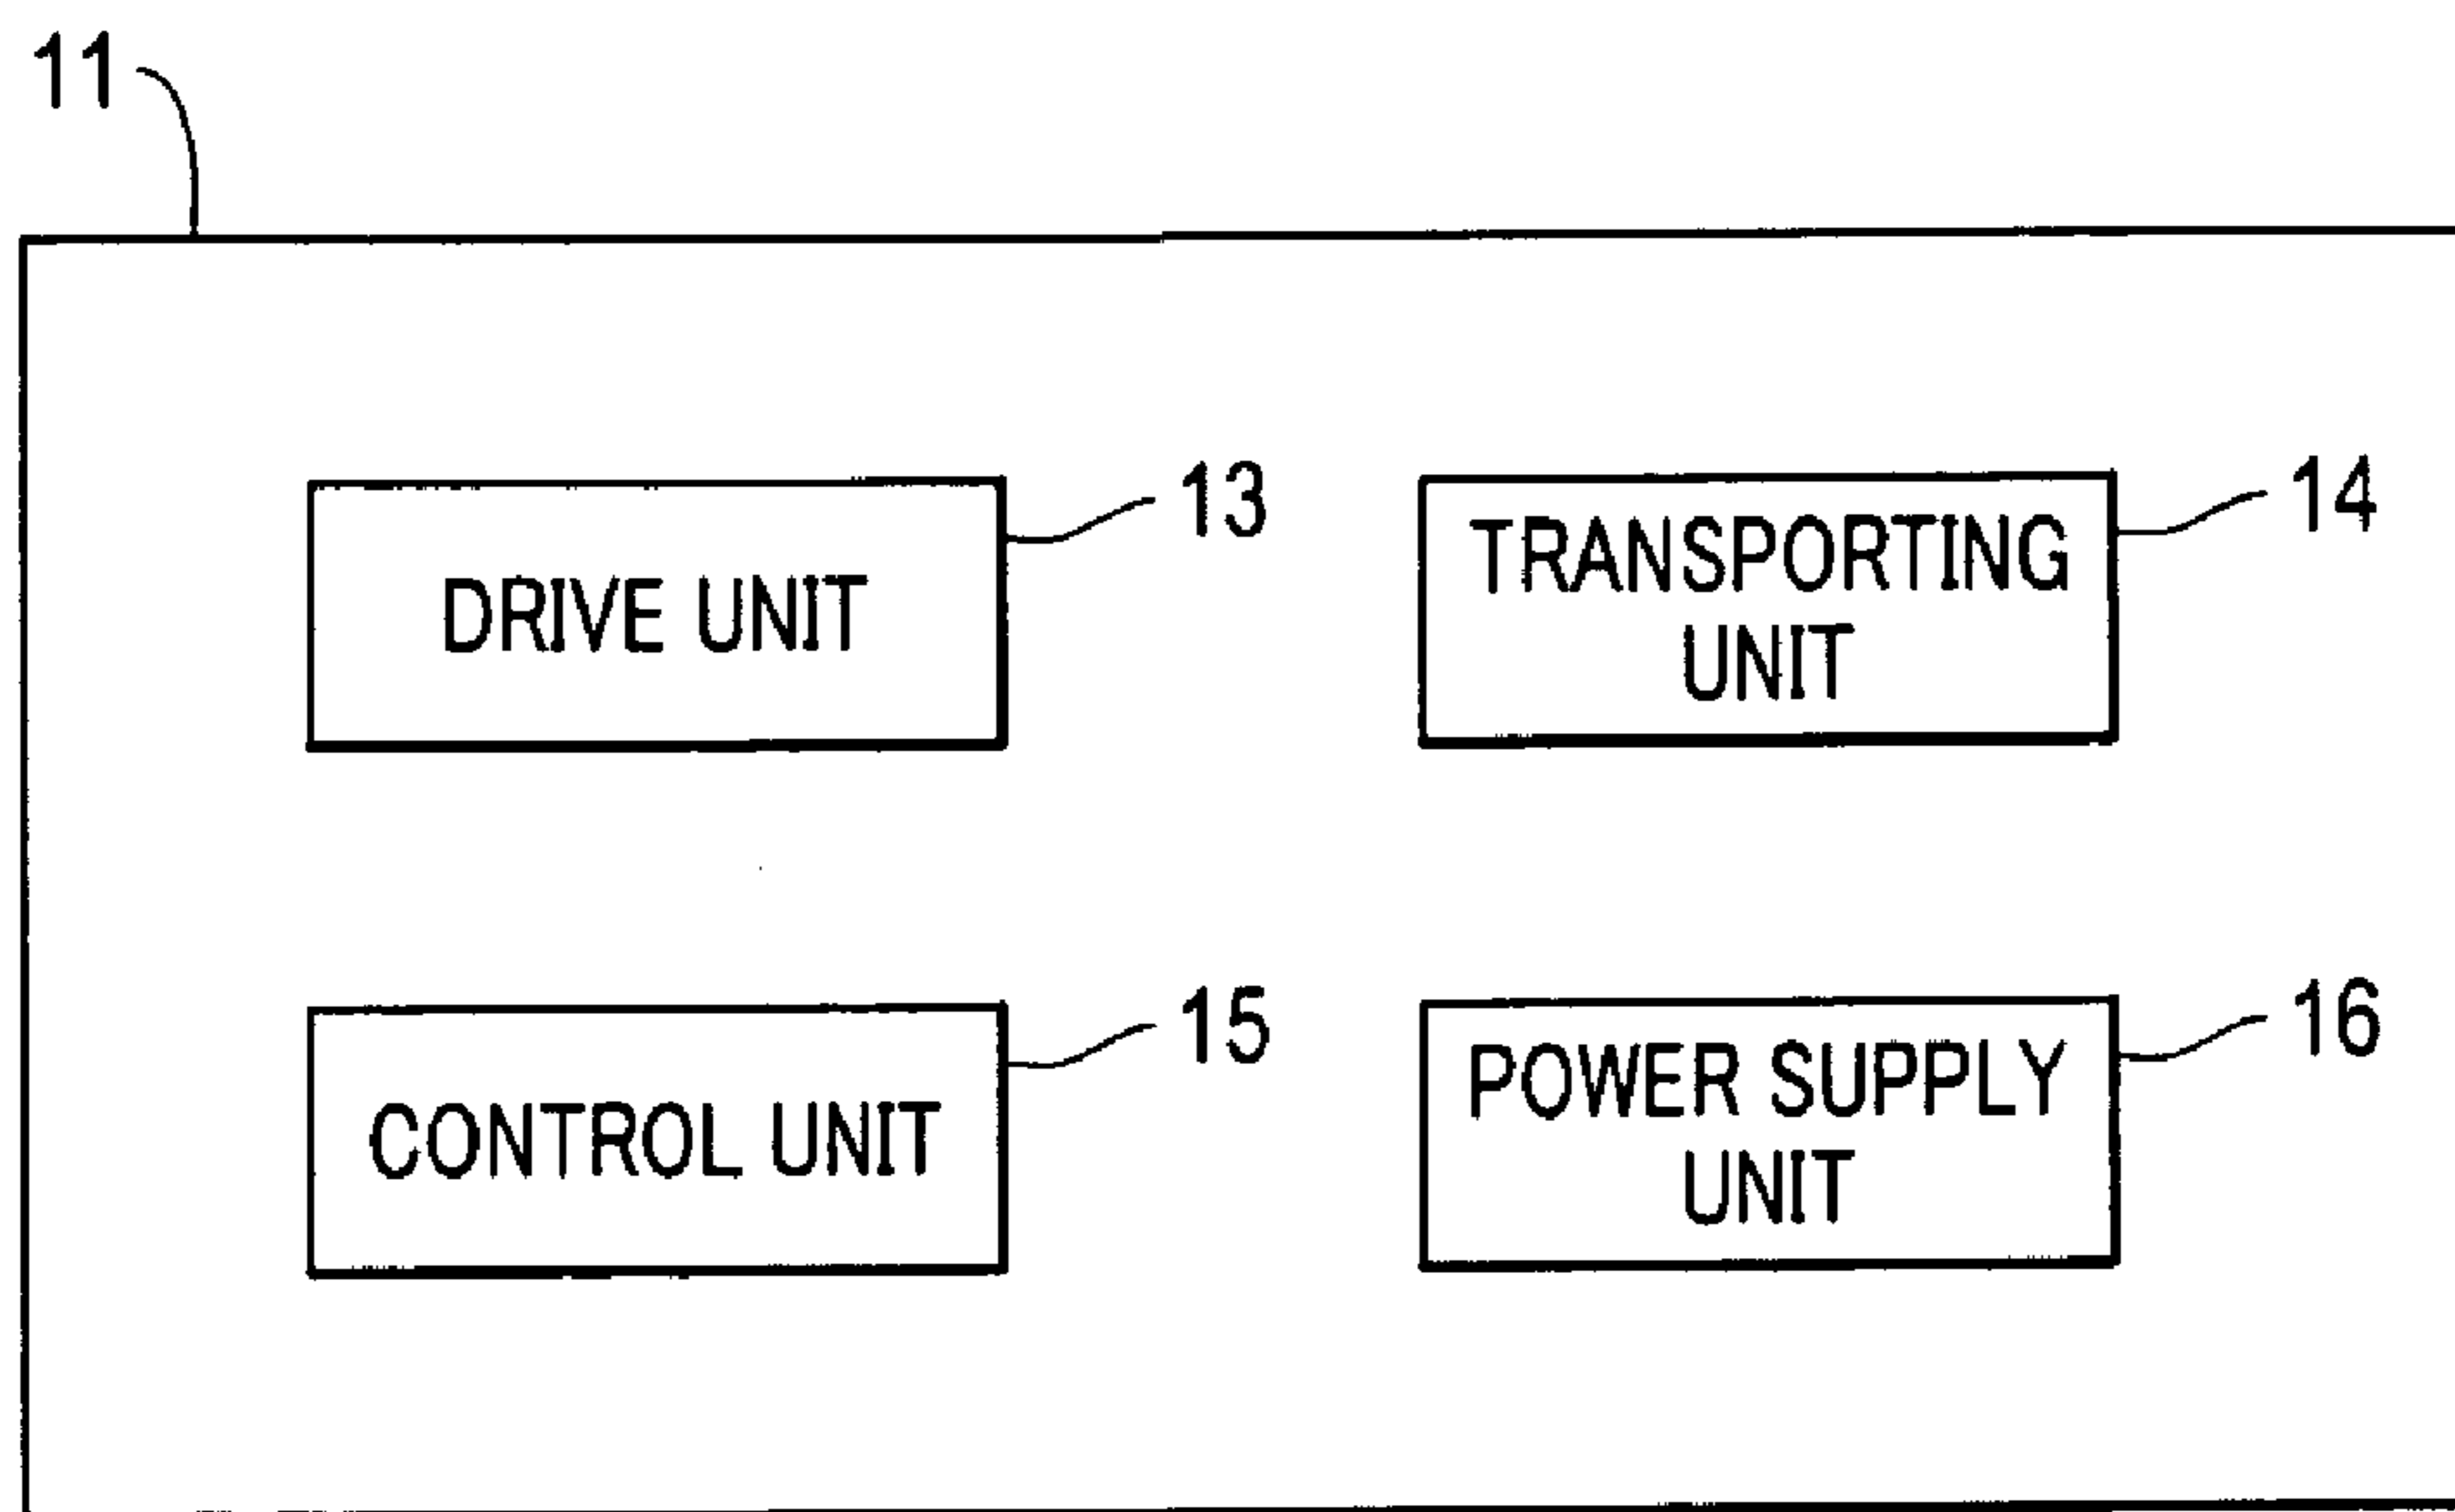 11
13
DRIVE UNIT
14
TRANSPORTING
UNIT
15
CONTROL UNIT
16
POWER SUPPLY
UNIT